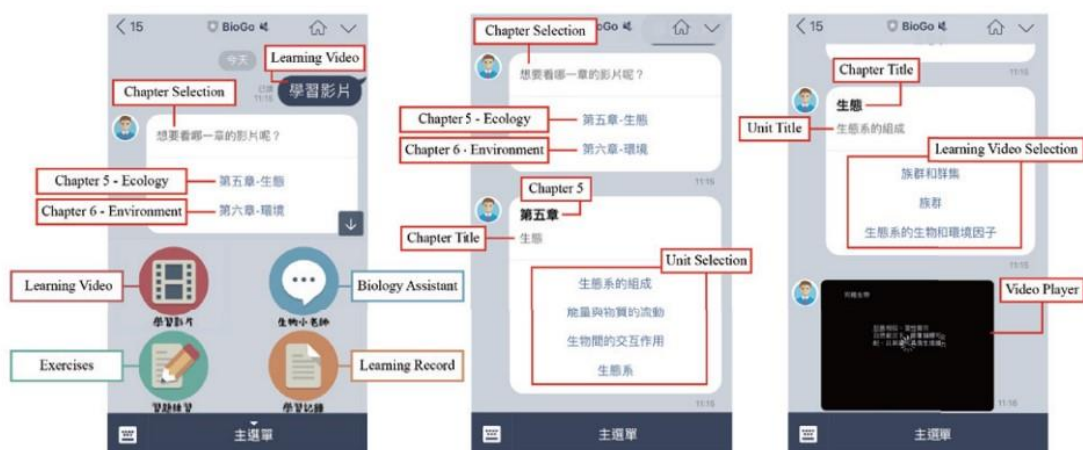 < 15
BioGo
今天
Learning Video
已讀
11:15
學習影片
Chapter Selection
想要看哪一章的影片呢？
Chapter 5 - Ecology
第五章-生態
Chapter 6 - Environment
第六章-環境
Learning Video
學習影片
Biology Assistant
生物小老師
Exercises
習題練習
Learning Record
學習記錄
主選單
Chapter Selection
BioGo
想要看哪一章的影片呢？
Chapter 5 - Ecology
第五章-生態
Chapter 6 - Environment
第六章-環境
11:15
Chapter 5
第五章
Chapter Title
生態
Unit Selection
生態系的組成
能量與物質的流動
生物間的交互作用
生態系
11:15
主選單
< 15
BioGo
Chapter Title
生態
Unit Title
生態系的組成
Learning Video Selection
族群和群集
族群
生態系的生物和環境因子
11:15
Video Player
11:16
主選單